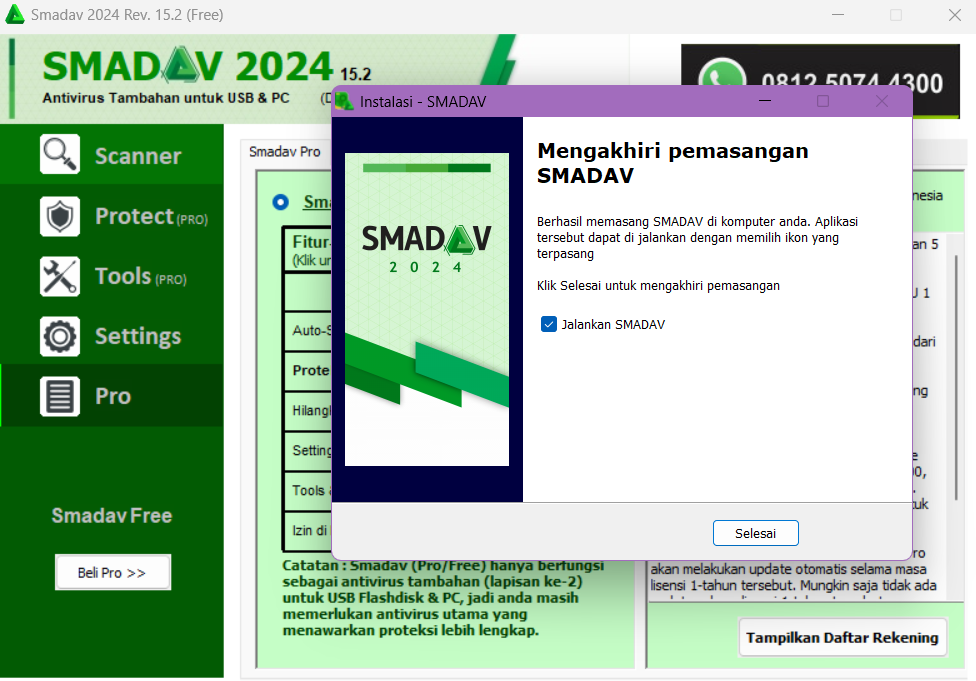 Smadav 2024 Rev. 15.2 (Free)
SMADAV 2024 15.2
Antivirus Tambahan untuk USB & PC
0812 5074 4300
Scanner
Protect (PRO)
Tools (PRO)
Settings
Pro
Smadav Free
Beli Pro >>
Smadav Pro
Fitur
(Klik
Instalasi - SMADAV
SMADAV
2 0 2 4
Mengakhiri pemasangan
SMADAV
Berhasil memasang SMADAV di komputer anda. Aplikasi
tersebut dapat di jalankan dengan memilih ikon yang
terpasang
Klik Selesai untuk mengakhiri pemasangan
Jalankan SMADAV
Selesai
Tools
Izin di
Catatan : Smadav (Pro/Free) hanya berfungsi
sebagai antivirus tambahan (lapisan ke-2)
untuk USB Flashdisk & PC, jadi anda masih
memerlukan antivirus utama yang
menawarkan proteksi lebih lengkap.
akan melakukan update otomatis selama masa
lisensi 1-tahun tersebut. Mungkin saja tidak ada
Tampilkan Daftar Rekening